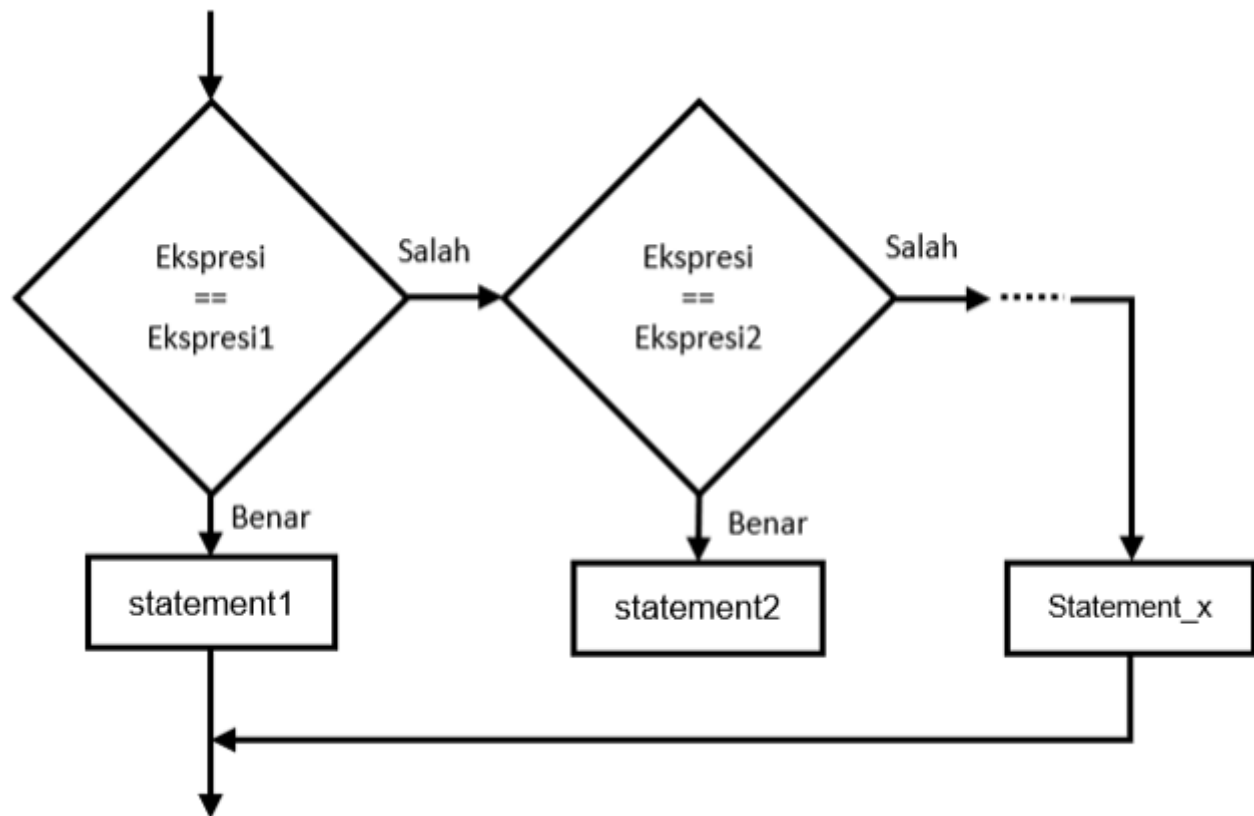 Ekspresi
==
Ekspresi1
Salah
Ekspresi
==
Ekspresi2
Salah
Benar
Benar
statement1
statement2
Statement_x